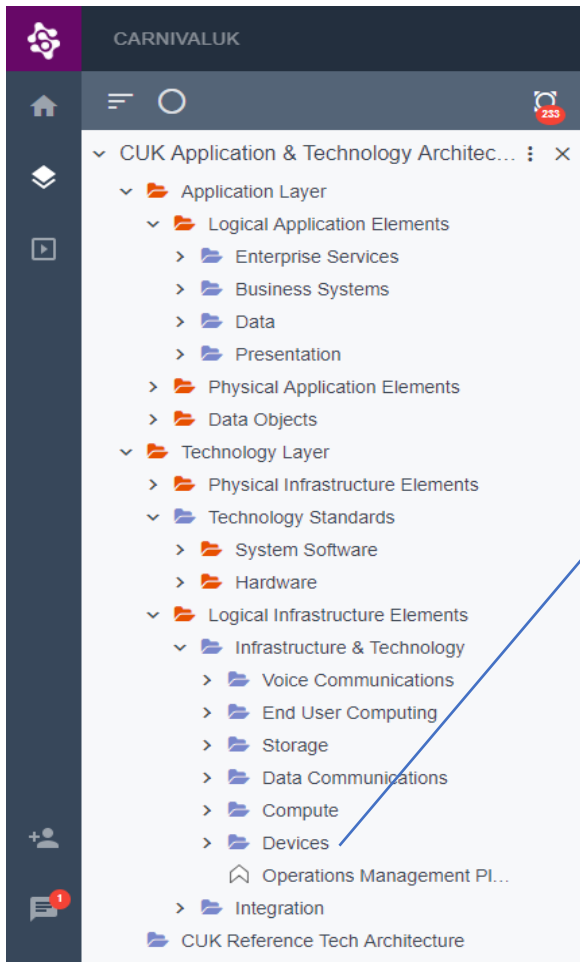 CARNIVALUK
233
CUK Application & Technology Architec...
Application Layer
Logical Application Elements
Enterprise Services
Business Systems
Data
Presentation
Physical Application Elements
Data Objects
Technology Layer
Physical Infrastructure Elements
Technology Standards
System Software
Hardware
Logical Infrastructure Elements
Infrastructure & Technology
Voice Communications
End User Computing
Storage
Data Communications
Compute
Devices
Operations Management Pl...
1
Integration
CUK Reference Tech Architecture